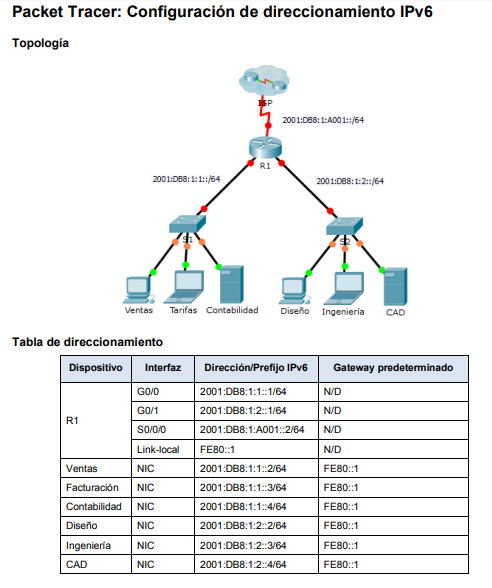 Packet Tracer: Configuración de direccionamiento IPv6
Topología
ISP
2001:DB8:1:A001::/64
R1
2001:DB8:1:1::/64
2001:DB8:1:2::/64
S1
S2
Ventas Tarifas Contabilidad Diseño Ingeniería CAD
Tabla de direccionamiento
Dispositivo Interfaz Dirección/Prefijo IPv6 Gateway predeterminado
R1 G0/0 2001:DB8:1:1::1/64 N/D
G0/1 2001:DB8:1:2::1/64 N/D
S0/0/0 2001:DB8:1:A001::2/64 N/D
Link-local FE80::1 N/D
Ventas NIC 2001:DB8:1:1::2/64 FE80::1
Facturación NIC 2001:DB8:1:1::3/64 FE80::1
Contabilidad NIC 2001:DB8:1:1::4/64 FE80::1
Diseño NIC 2001:DB8:1:2::2/64 FE80::1
Ingeniería NIC 2001:DB8:1:2::3/64 FE80::1
CAD NIC 2001:DB8:1:2::4/64 FE80::1